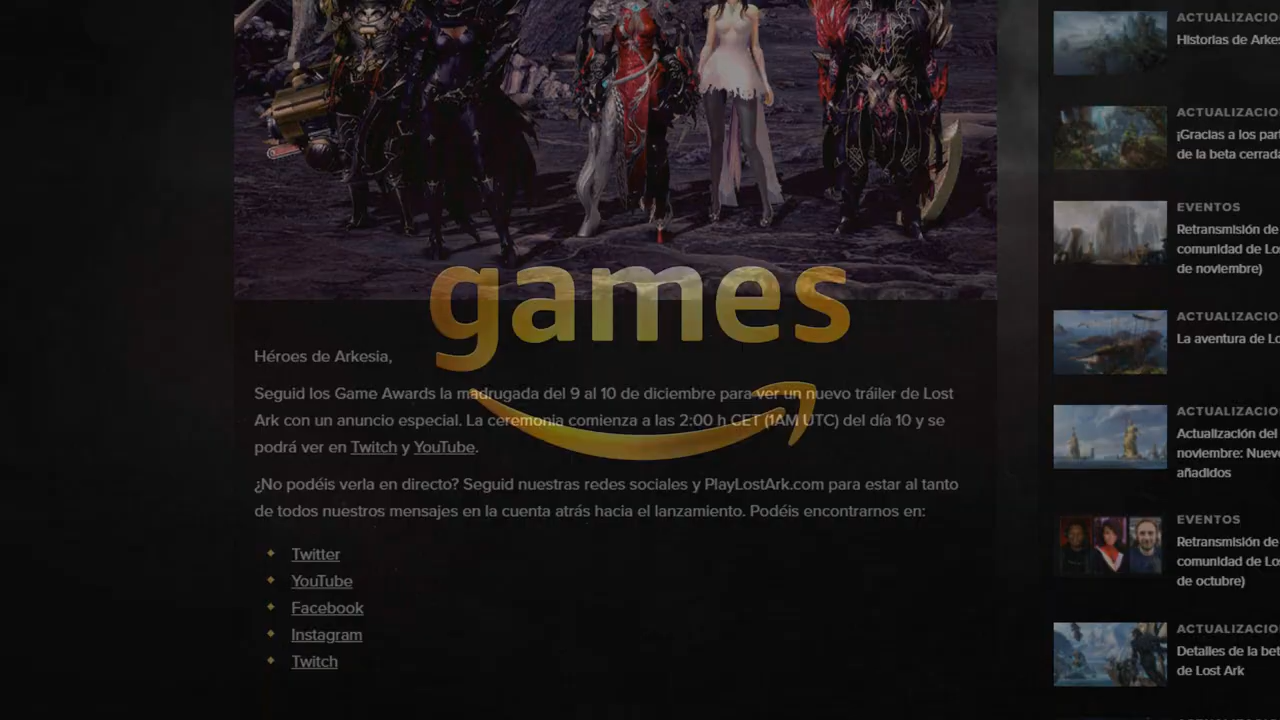 games
Héroes de Arkesia,
Seguid los Game Awards la madrugada del 9 al 10 de diciembre para ver un nuevo tráiler de Lost
Ark con un anuncio especial. La ceremonia comienza a las 2:00 h CET (1AM UTC) del día 10 y se
podrá ver en Twitch y YouTube.
¿No podéis verla en directo? Seguid nuestras redes sociales y PlayLostArk.com para estar al tanto
de todos nuestros mensajes en la cuenta atrás hacia el lanzamiento. Podéis encontrarnos en:
Twitter
YouTube
Facebook
Instagram
Twitch
ACTUALIZACIO
Historias de Arkes
ACTUALIZACIO
¡Gracias a los part
de la beta cerrada
EVENTOS
Retransmisión de
comunidad de Los
de noviembre)
ACTUALIZACIO
La aventura de Lo
ACTUALIZACIO
Actualización del
noviembre: Nuevo
añadidos
EVENTOS
Retransmisión de
comunidad de Los
de octubre)
ACTUALIZACIO
Detalles de la bet
de Lost Ark